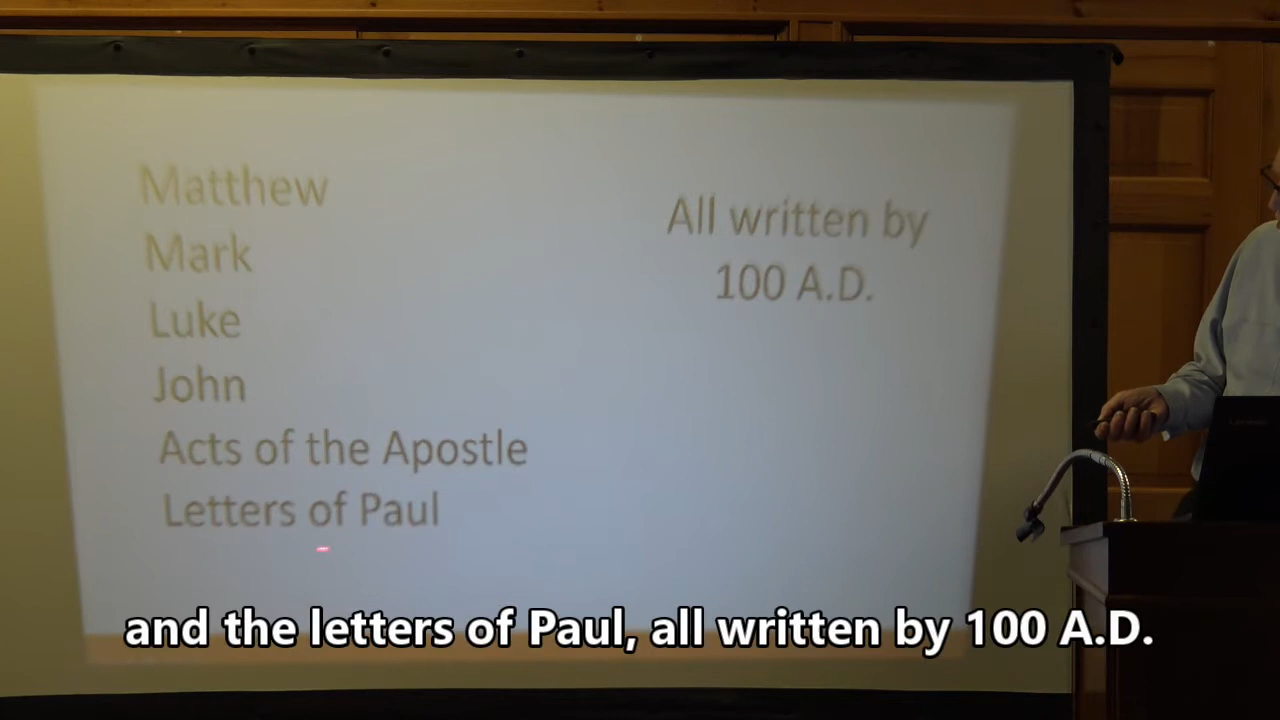 Matthew
Mark
Luke
John
Acts of the Apostle
Letters of Paul
All written by
100 A.D.
and the letters of Paul, all written by 100 A.D.